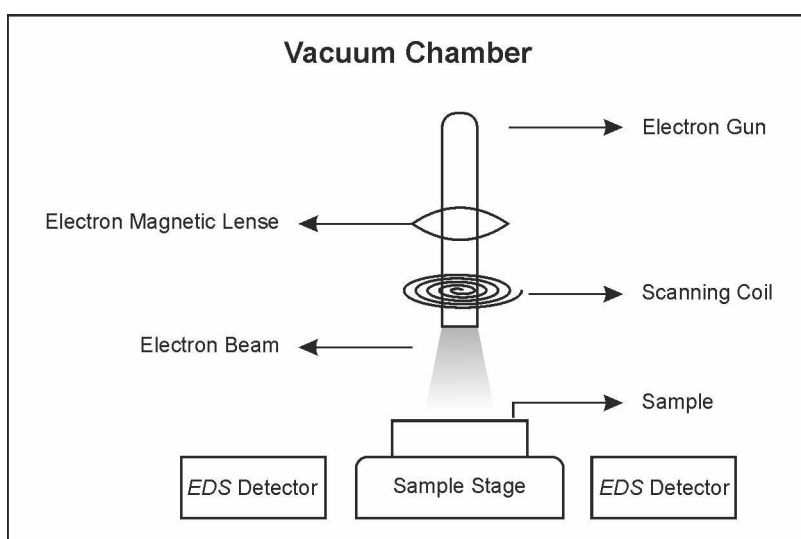 Vacuum Chamber
Electron Gun
Electron Magnetic Lense
Scanning Coil
Electron Beam
Sample
EDS Detector
Sample Stage
EDS Detector